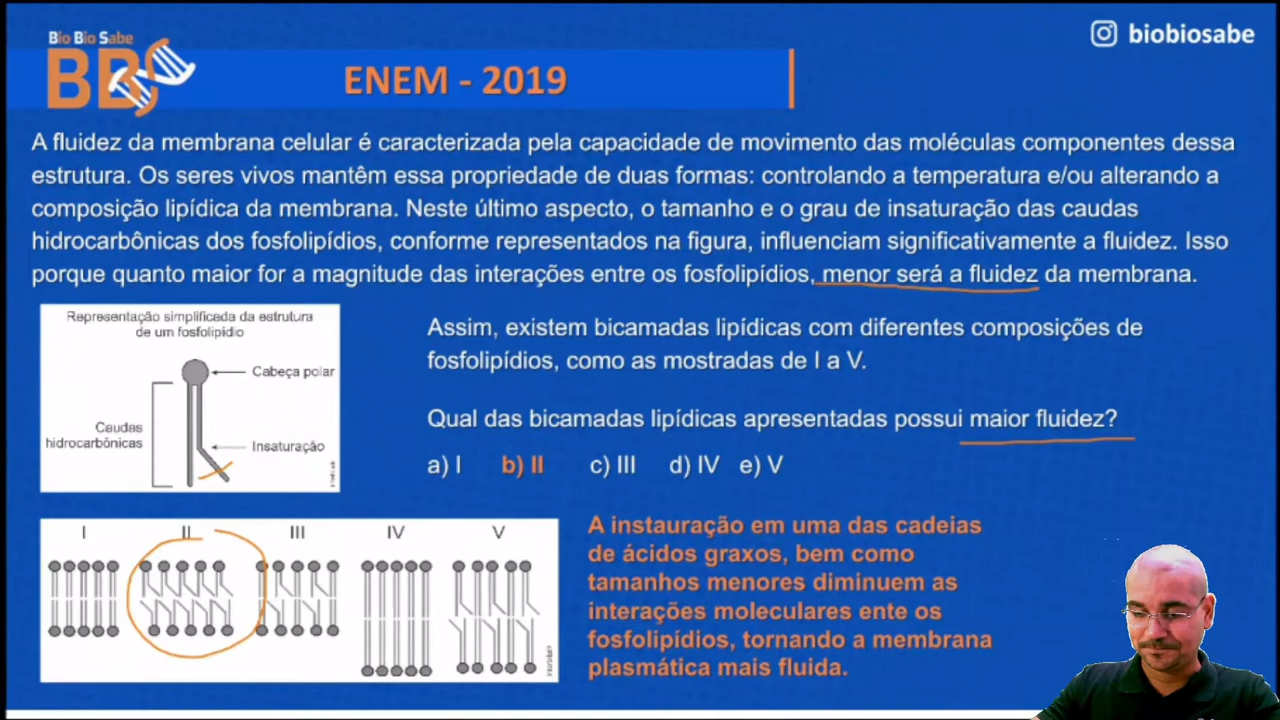 Bio Bio Sabe
BBS
biobiosabe
ENEM - 2019
A fluidez da membrana celular é caracterizada pela capacidade de movimento das moléculas componentes dessa
estrutura. Os seres vivos mantêm essa propriedade de duas formas: controlando a temperatura e/ou alterando a
composição lipídica da membrana. Neste último aspecto, o tamanho e o grau de insaturação das caudas
hidrocarbônicas dos fosfolipídios, conforme representados na figura, influenciam significativamente a fluidez. Isso
porque quanto maior for a magnitude das interações entre os fosfolipídios, menor será a fluidez da membrana.
Representação simplificada da estrutura
de um fosfolipídio
Cabeça polar
Caudas
hidrocarbônicas
Insaturação
Assim, existem bicamadas lipídicas com diferentes composições de
fosfolipídios, como as mostradas de I a V.
Qual das bicamadas lipídicas apresentadas possui maior fluidez?
a) I b) II c) III d) IV e) V
I II III IV V
A instauração em uma das cadeias
de ácidos graxos, bem como
tamanhos menores diminuem as
interações moleculares ente os
fosfolipídios, tornando a membrana
plasmática mais fluida.